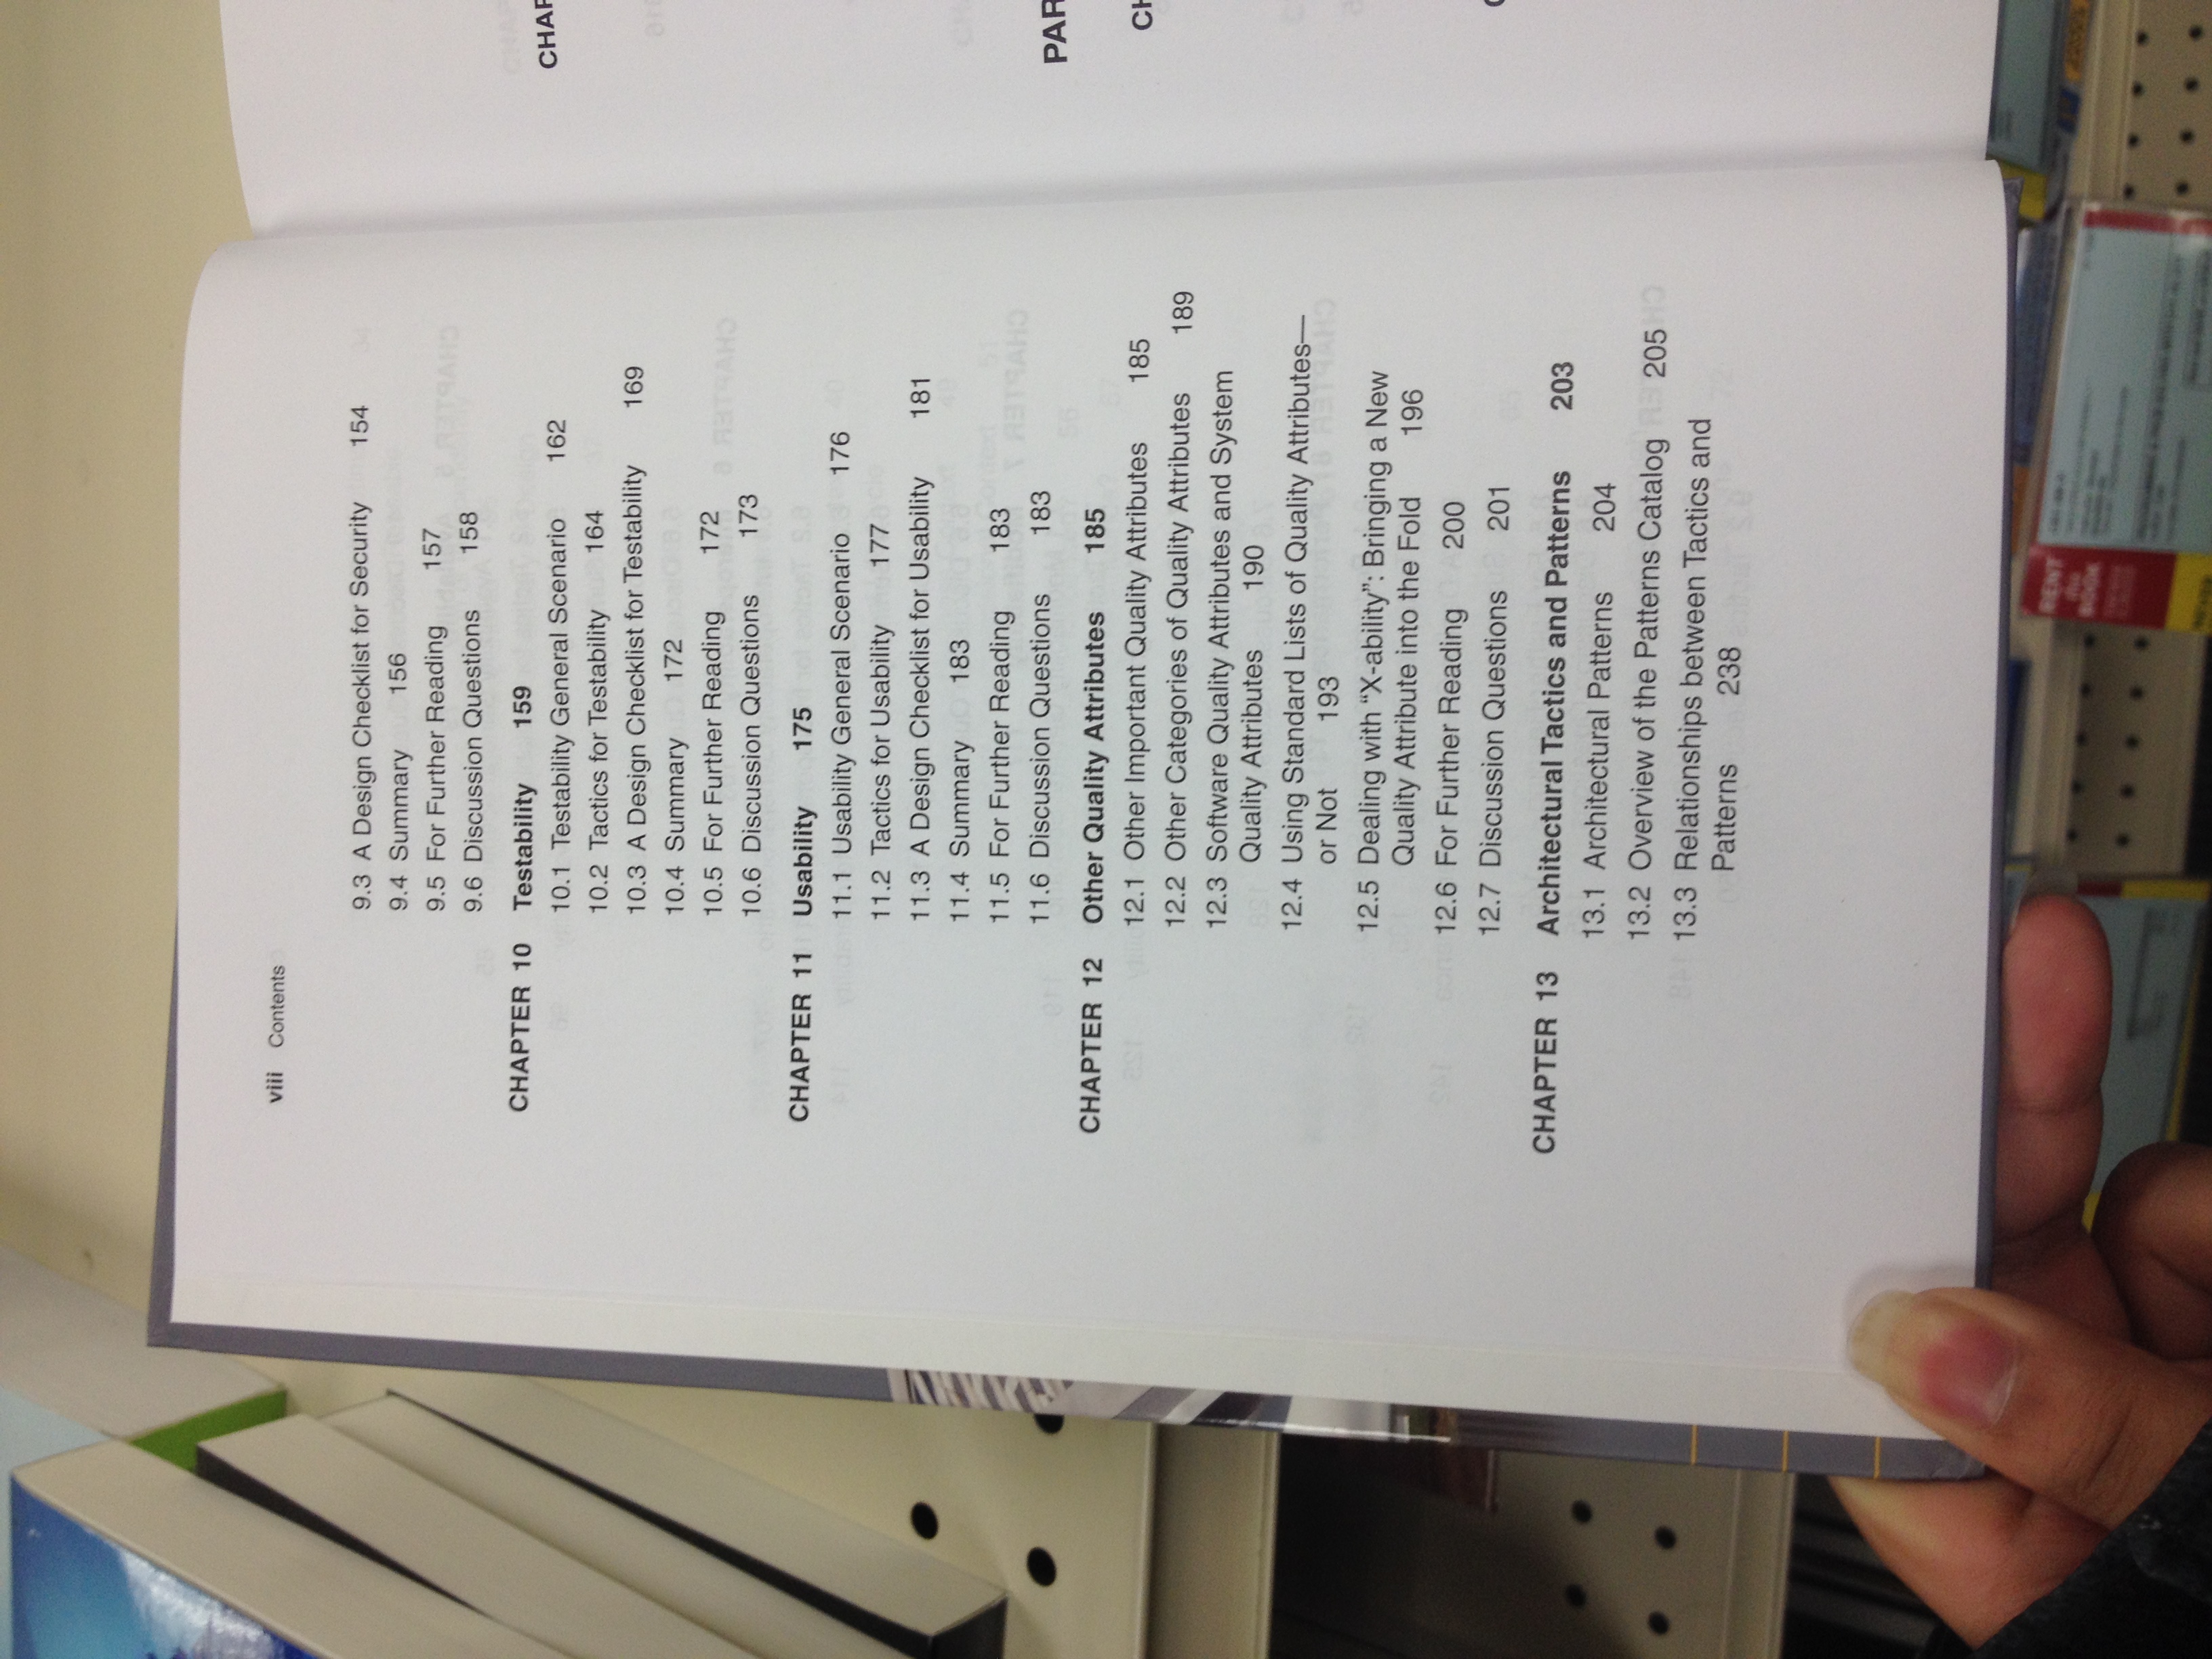 viii Contents
9.3 A Design Checklist for Security 154
9.4 Summary 156
9.5 For Further Reading 157
9.6 Discussion Questions 158
CHAPTER 10 Testability 159
10.1 Testability General Scenario 162
10.2 Tactics for Testability 164
10.3 A Design Checklist for Testability 169
10.4 Summary 172
10.5 For Further Reading 172
10.6 Discussion Questions 173
CHAPTER 11 Usability 175
11.1 Usability General Scenario 176
11.2 Tactics for Usability 177
11.3 A Design Checklist for Usability 181
11.4 Summary 183
11.5 For Further Reading 183
11.6 Discussion Questions 183
CHAPTER 12 Other Quality Attributes 185
12.1 Other Important Quality Attributes 185
12.2 Other Categories of Quality Attributes 189
12.3 Software Quality Attributes and System
Quality Attributes 190
12.4 Using Standard Lists of Quality Attributes—
or Not 193
12.5 Dealing with “X-ability”: Bringing a New
Quality Attribute into the Fold 196
12.6 For Further Reading 200
12.7 Discussion Questions 201
CHAPTER 13 Architectural Tactics and Patterns 203
13.1 Architectural Patterns 204
13.2 Overview of the Patterns Catalog 205
13.3 Relationships between Tactics and
Patterns 238
RENT
the
BOOK
NEVER